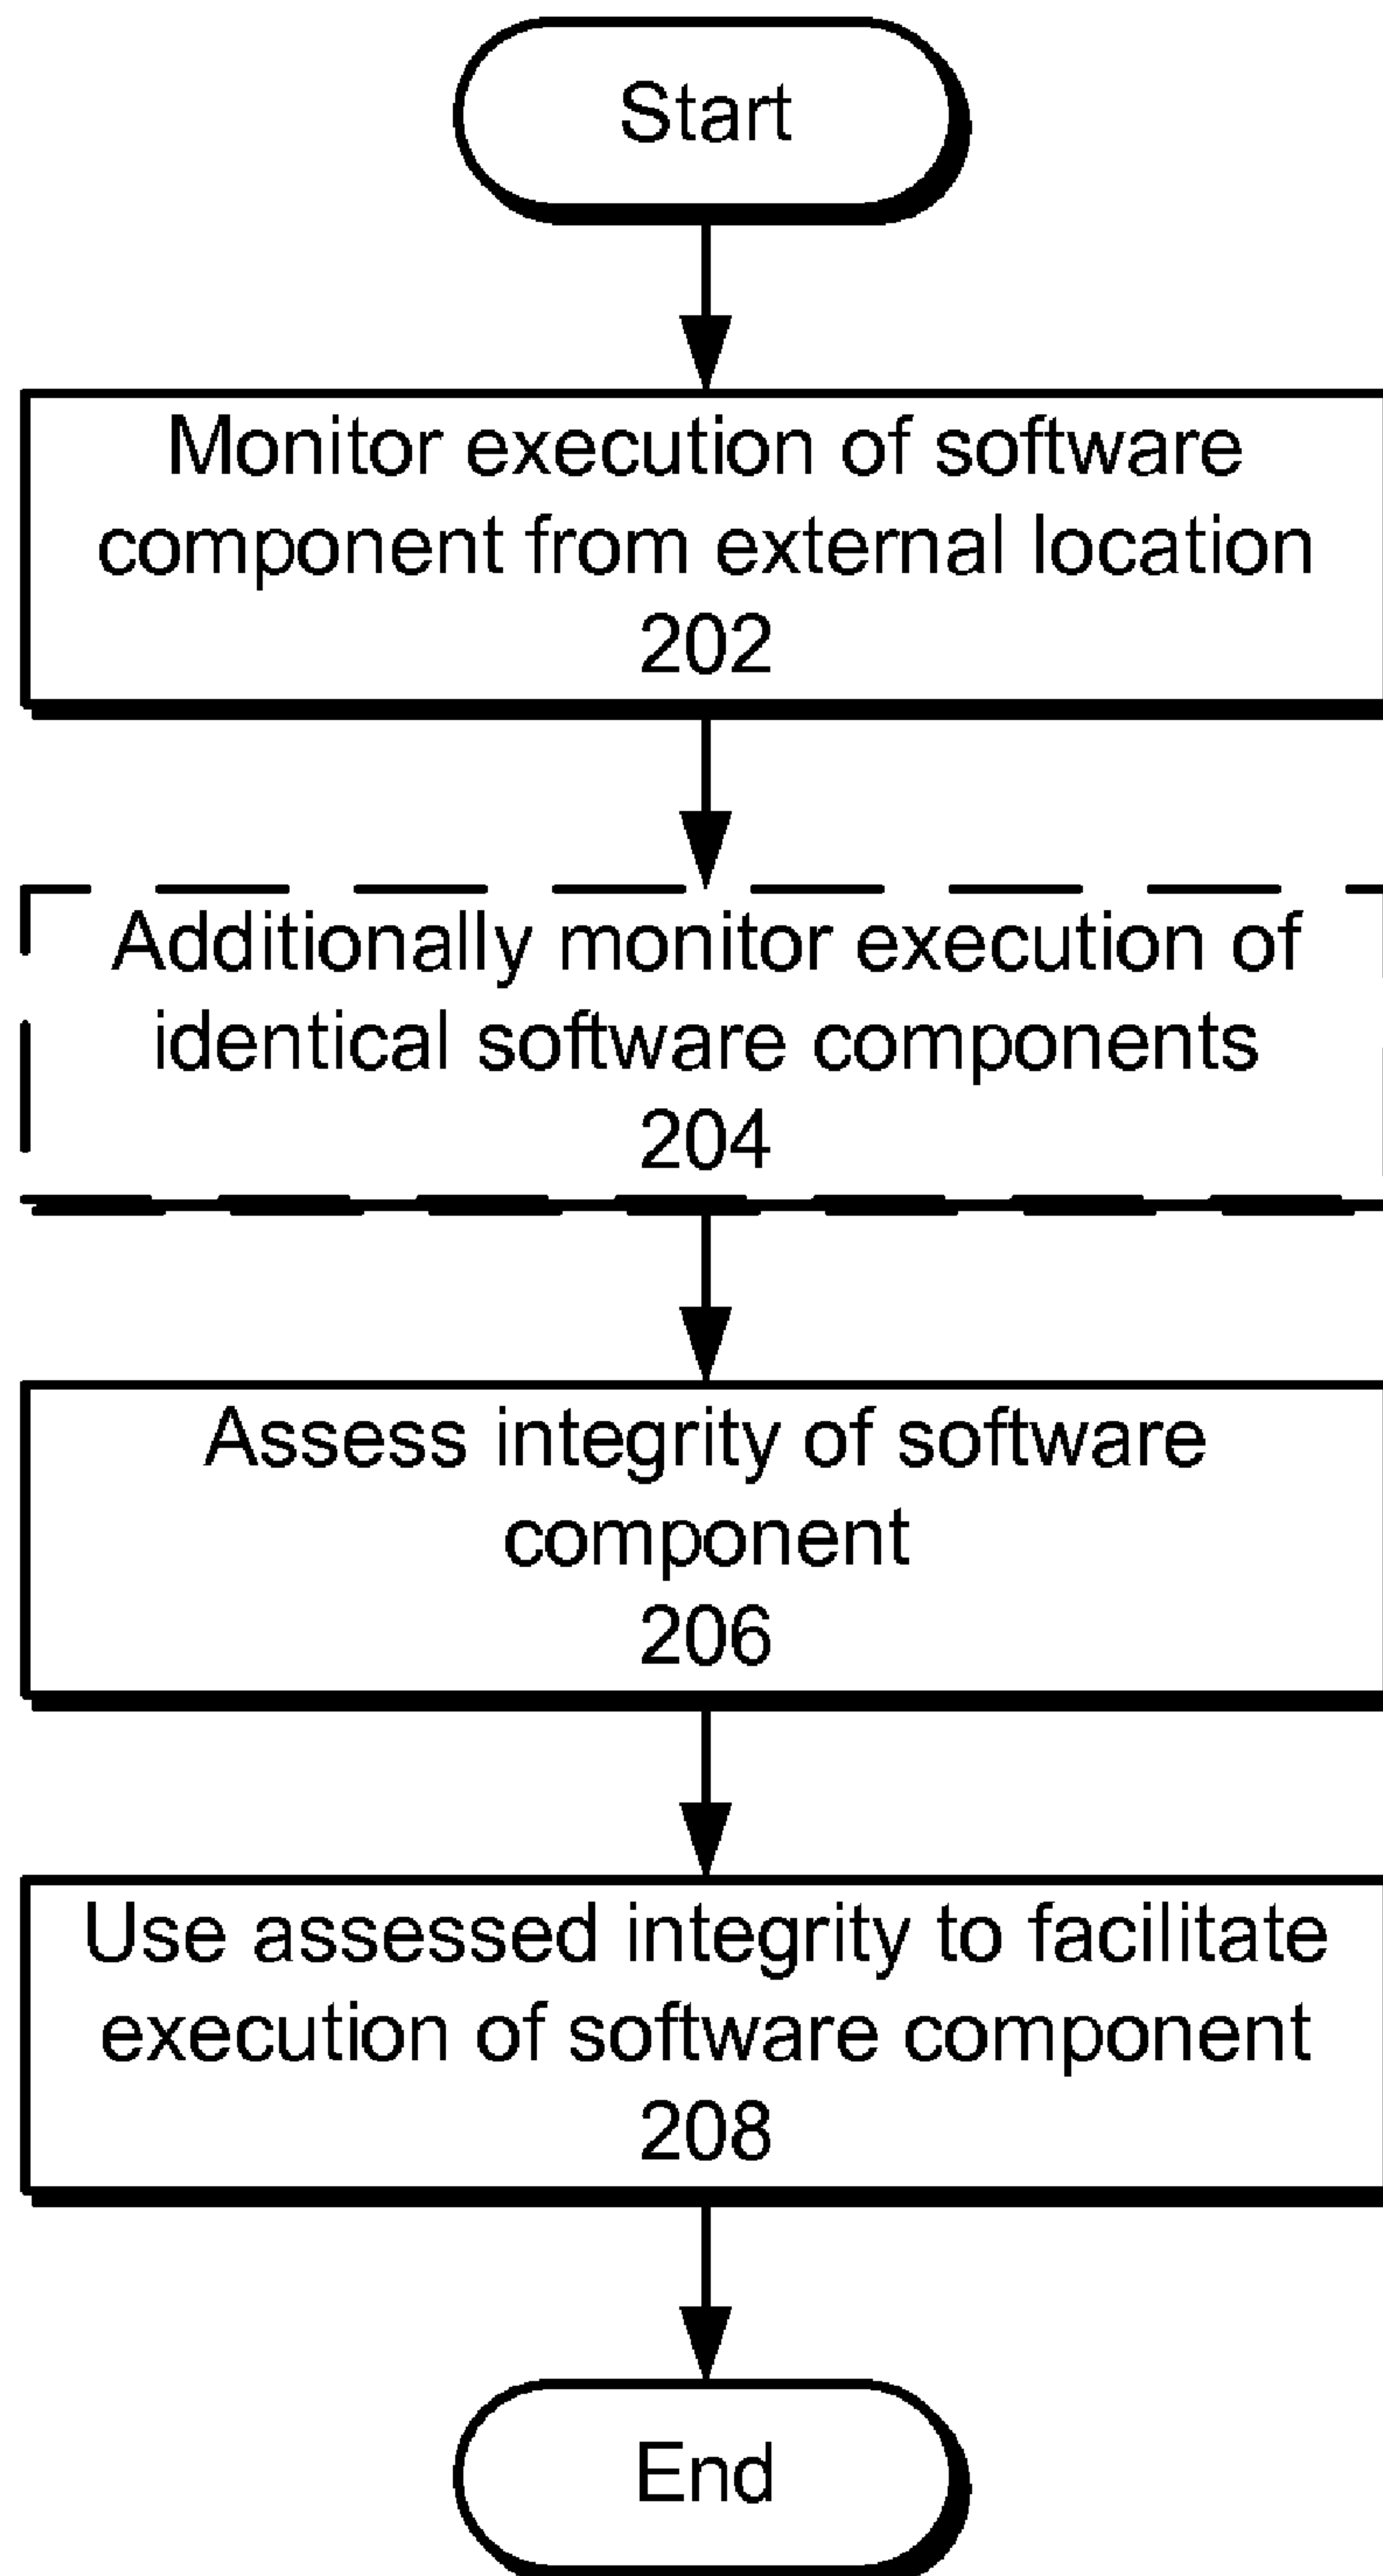 Start
Monitor execution of software
component from external location
202
Additionally monitor execution of
identical software components
204
Assess integrity of software
component
206
Use assessed integrity to facilitate
execution of software component
208
End